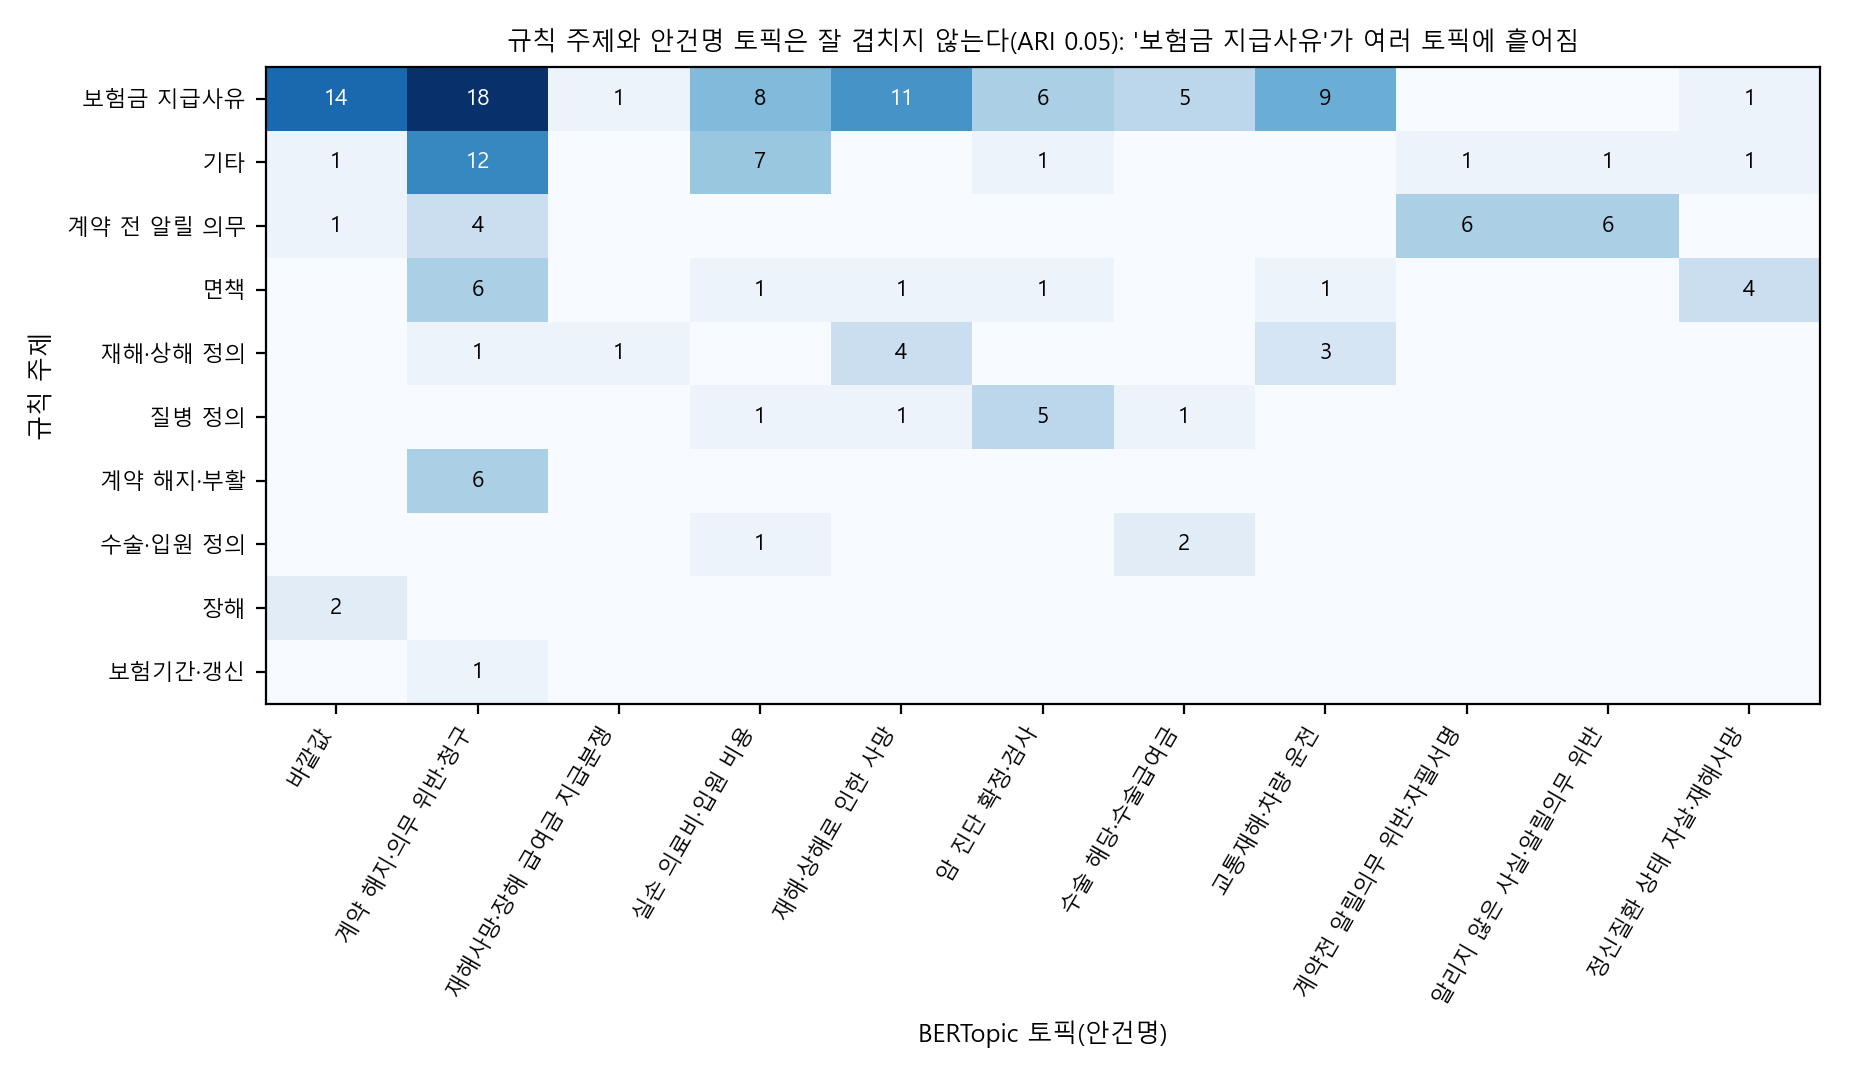 규칙 주제와 안건명 토픽은 잘 겹치지 않는다(ARI 0.05): '보험금 지급사유'가 여러 토픽에 흩어짐
규칙 주제
보험금 지급사유 14 18 1 8 11 6 5 9 1
기타 1 12 7 1 1 1 1
계약 전 알릴 의무 1 4 6 6
면책 6 1 1 1 1 4
재해·상해 정의 1 1 4 3
질병 정의 1 1 5 1
계약 해지·부활 6
수술·입원 정의 1 2
장해 2
보험기간·갱신 1
바깥값
계약 해지·의무 위반·청구
재해사망·장해 급여금 지급분쟁
실손 의료비·입원 비용
재해·상해로 인한 사망
암 진단 확정·검사
수술 해당·수술급여금
교통재해·차량 운전
계약전 알릴의무 위반·자필서명
알리지 않은 사실·알릴의무 위반
정신질환 상태 자살·재해사망
BERTopic 토픽(안건명)